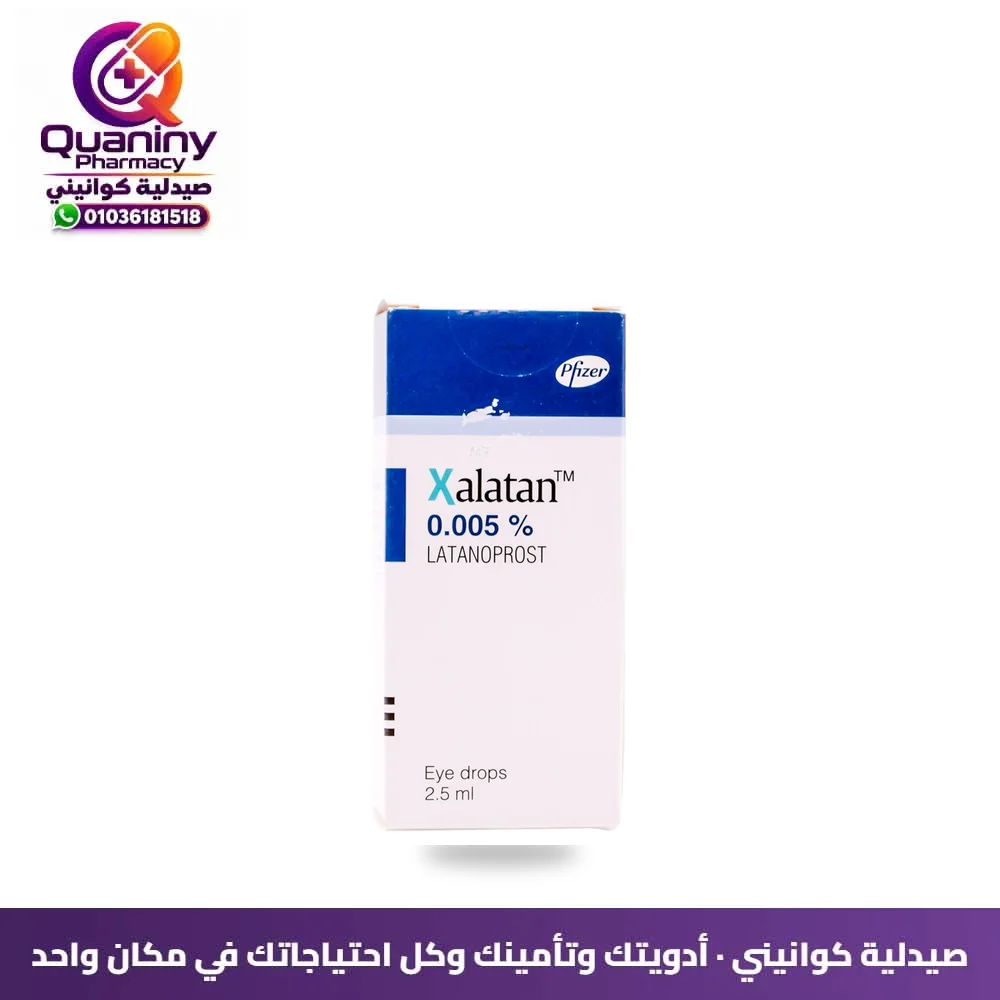 Quaniny
Pharmacy
صيدلية كوانيني
01036181518
Pfizer
Xalatan™
0.005 %
LATANOPROST
Eye drops
2.5 ml
صيدلية كوانيني · أدويتك وتأمينك وكل احتياجاتك في مكان واحد